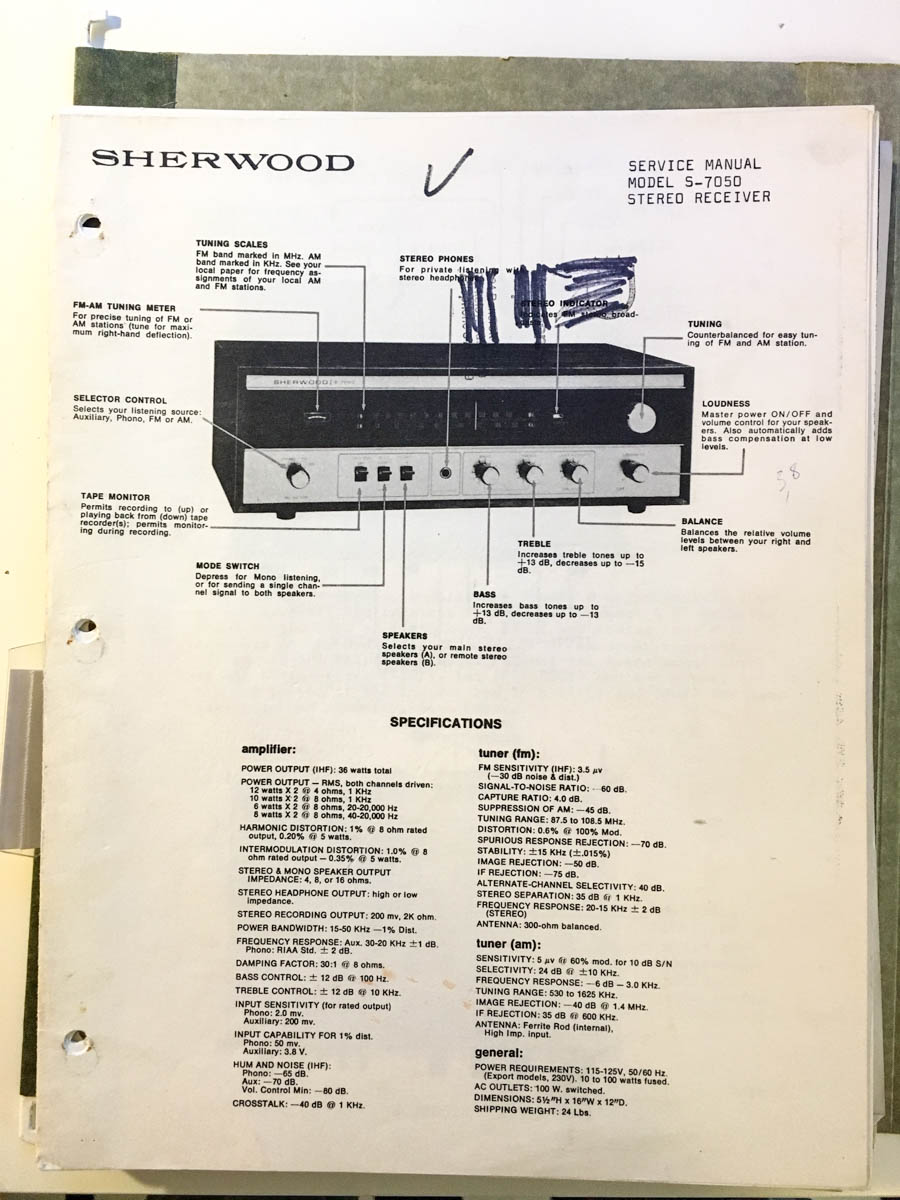 SHERWOOD
SERVICE MANUAL
MODEL S-7050
STEREO RECEIVER
TUNING SCALES
FM band marked in MHz. AM
band marked in KHz. See your
local paper for frequency as-
signments of your local AM
and FM stations.
STEREO PHONES
For private listening with
stereo headphones.
STEREO INDICATOR
Indicates FM stereo broad-
FM-AM TUNING METER
For precise tuning of FM or
AM stations (tune for maxi-
mum right-hand deflection).
TUNING
Counterbalanced for easy tun-
ing of FM and AM station.
SELECTOR CONTROL
Selects your listening source:
Auxiliary, Phono, FM or AM.
LOUDNESS
Master power ON/OFF and
volume control for your speak-
ers. Also automatically adds
bass compensation at low
levels.
SHERWOOD
TAPE MONITOR
Permits recording to (up) or
playing back from (down) tape
recorder(s); permits monitor-
ing during recording.
BALANCE
Balances the relative volume
levels between your right and
left speakers.
TREBLE
Increases treble tones up to
+13 dB, decreases up to —15
dB.
MODE SWITCH
Depress for Mono listening,
or for sending a single chan-
nel signal to both speakers.
BASS
Increases bass tones up to
+13 dB, decreases up to —13
dB.
SPEAKERS
Selects your main stereo
speakers (A), or remote stereo
speakers (B).
SPECIFICATIONS
amplifier:
POWER OUTPUT (IHF): 36 watts total
POWER OUTPUT — RMS, both channels driven:
12 watts X 2 @ 4 ohms, 1 KHz
10 watts X 2 @ 8 ohms, 1 KHz
6 watts X 2 @ 8 ohms, 20-20,000 Hz
8 watts X 2 @ 8 ohms, 40-20,000 Hz
HARMONIC DISTORTION: 1% @ 8 ohm rated
output, 0.20% @ 5 watts.
INTERMODULATION DISTORTION: 1.0% @ 8
ohm rated output — 0.35% @ 5 watts.
STEREO & MONO SPEAKER OUTPUT
IMPEDANCE: 4, 8, or 16 ohms.
STEREO HEADPHONE OUTPUT: high or low
impedance.
STEREO RECORDING OUTPUT: 200 mv, 2K ohm.
POWER BANDWIDTH: 15-50 KHz —1% Dist.
FREQUENCY RESPONSE: Aux. 30-20 KHz ±1 dB.
Phono: RIAA Std. ± 2 dB.
DAMPING FACTOR: 30:1 @ 8 ohms.
BASS CONTROL: ± 12 dB @ 100 Hz.
TREBLE CONTROL: ± 12 dB @ 10 KHz.
INPUT SENSITIVITY (for rated output)
Phono: 2.0 mv.
Auxiliary: 200 mv.
INPUT CAPABILITY FOR 1% dist.
Phono: 50 mv.
Auxiliary: 3.8 V.
HUM AND NOISE (IHF):
Phono: —65 dB.
Aux: —70 dB.
Vol. Control Min: —80 dB.
CROSSTALK: —40 dB @ 1 KHz.
tuner (fm):
FM SENSITIVITY (IHF): 3.5 µv
(—30 dB noise & dist.)
SIGNAL-TO-NOISE RATIO: —60 dB.
CAPTURE RATIO: 4.0 dB.
SUPPRESSION OF AM: —45 dB.
TUNING RANGE: 87.5 to 108.5 MHz.
DISTORTION: 0.6% @ 100% Mod.
SPURIOUS RESPONSE REJECTION: —70 dB.
STABILITY: ±15 KHz (±.015%)
IMAGE REJECTION: —50 dB.
IF REJECTION: —75 dB.
ALTERNATE-CHANNEL SELECTIVITY: 40 dB.
STEREO SEPARATION: 35 dB @ 1 KHz.
FREQUENCY RESPONSE: 20-15 KHz ± 2 dB
(STEREO)
ANTENNA: 300-ohm balanced.
tuner (am):
SENSITIVITY: 5 µv @ 60% mod. for 10 dB S/N
SELECTIVITY: 24 dB @ ±10 KHz.
FREQUENCY RESPONSE: —6 dB — 3.0 KHz.
TUNING RANGE: 530 to 1625 KHz.
IMAGE REJECTION: —40 dB @ 1.4 MHz.
IF REJECTION: 35 dB @ 600 KHz.
ANTENNA: Ferrite Rod (internal),
High Imp. input.
general:
POWER REQUIREMENTS: 115-125V, 50/60 Hz.
(Export models, 230V). 10 to 100 watts fused.
AC OUTLETS: 100 W. switched.
DIMENSIONS: 5½"H x 16"W x 12"D.
SHIPPING WEIGHT: 24 Lbs.